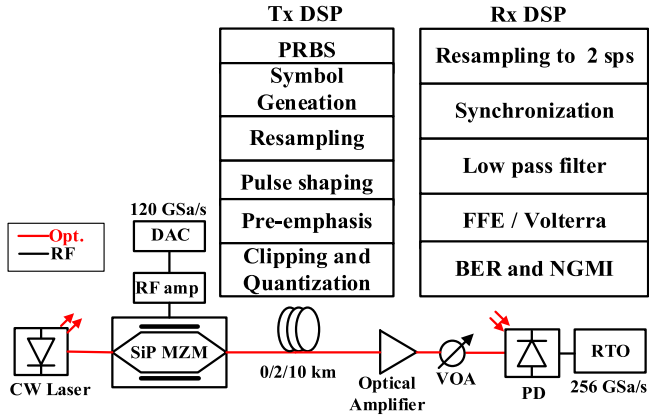 Tx DSP
PRBS
Symbol
Geneation
Resampling
Pulse shaping
Pre-emphasis
Clipping and
Quantization
Rx DSP
Resampling to 2 sps
Synchronization
Low pass filter
FFE / Volterra
BER and NGMI
Opt.
RF
120 GSa/s
DAC
RF amp
SiP MZM
CW Laser
0/2/10 km
Optical
Amplifier
VOA
PD
RTO
256 GSa/s